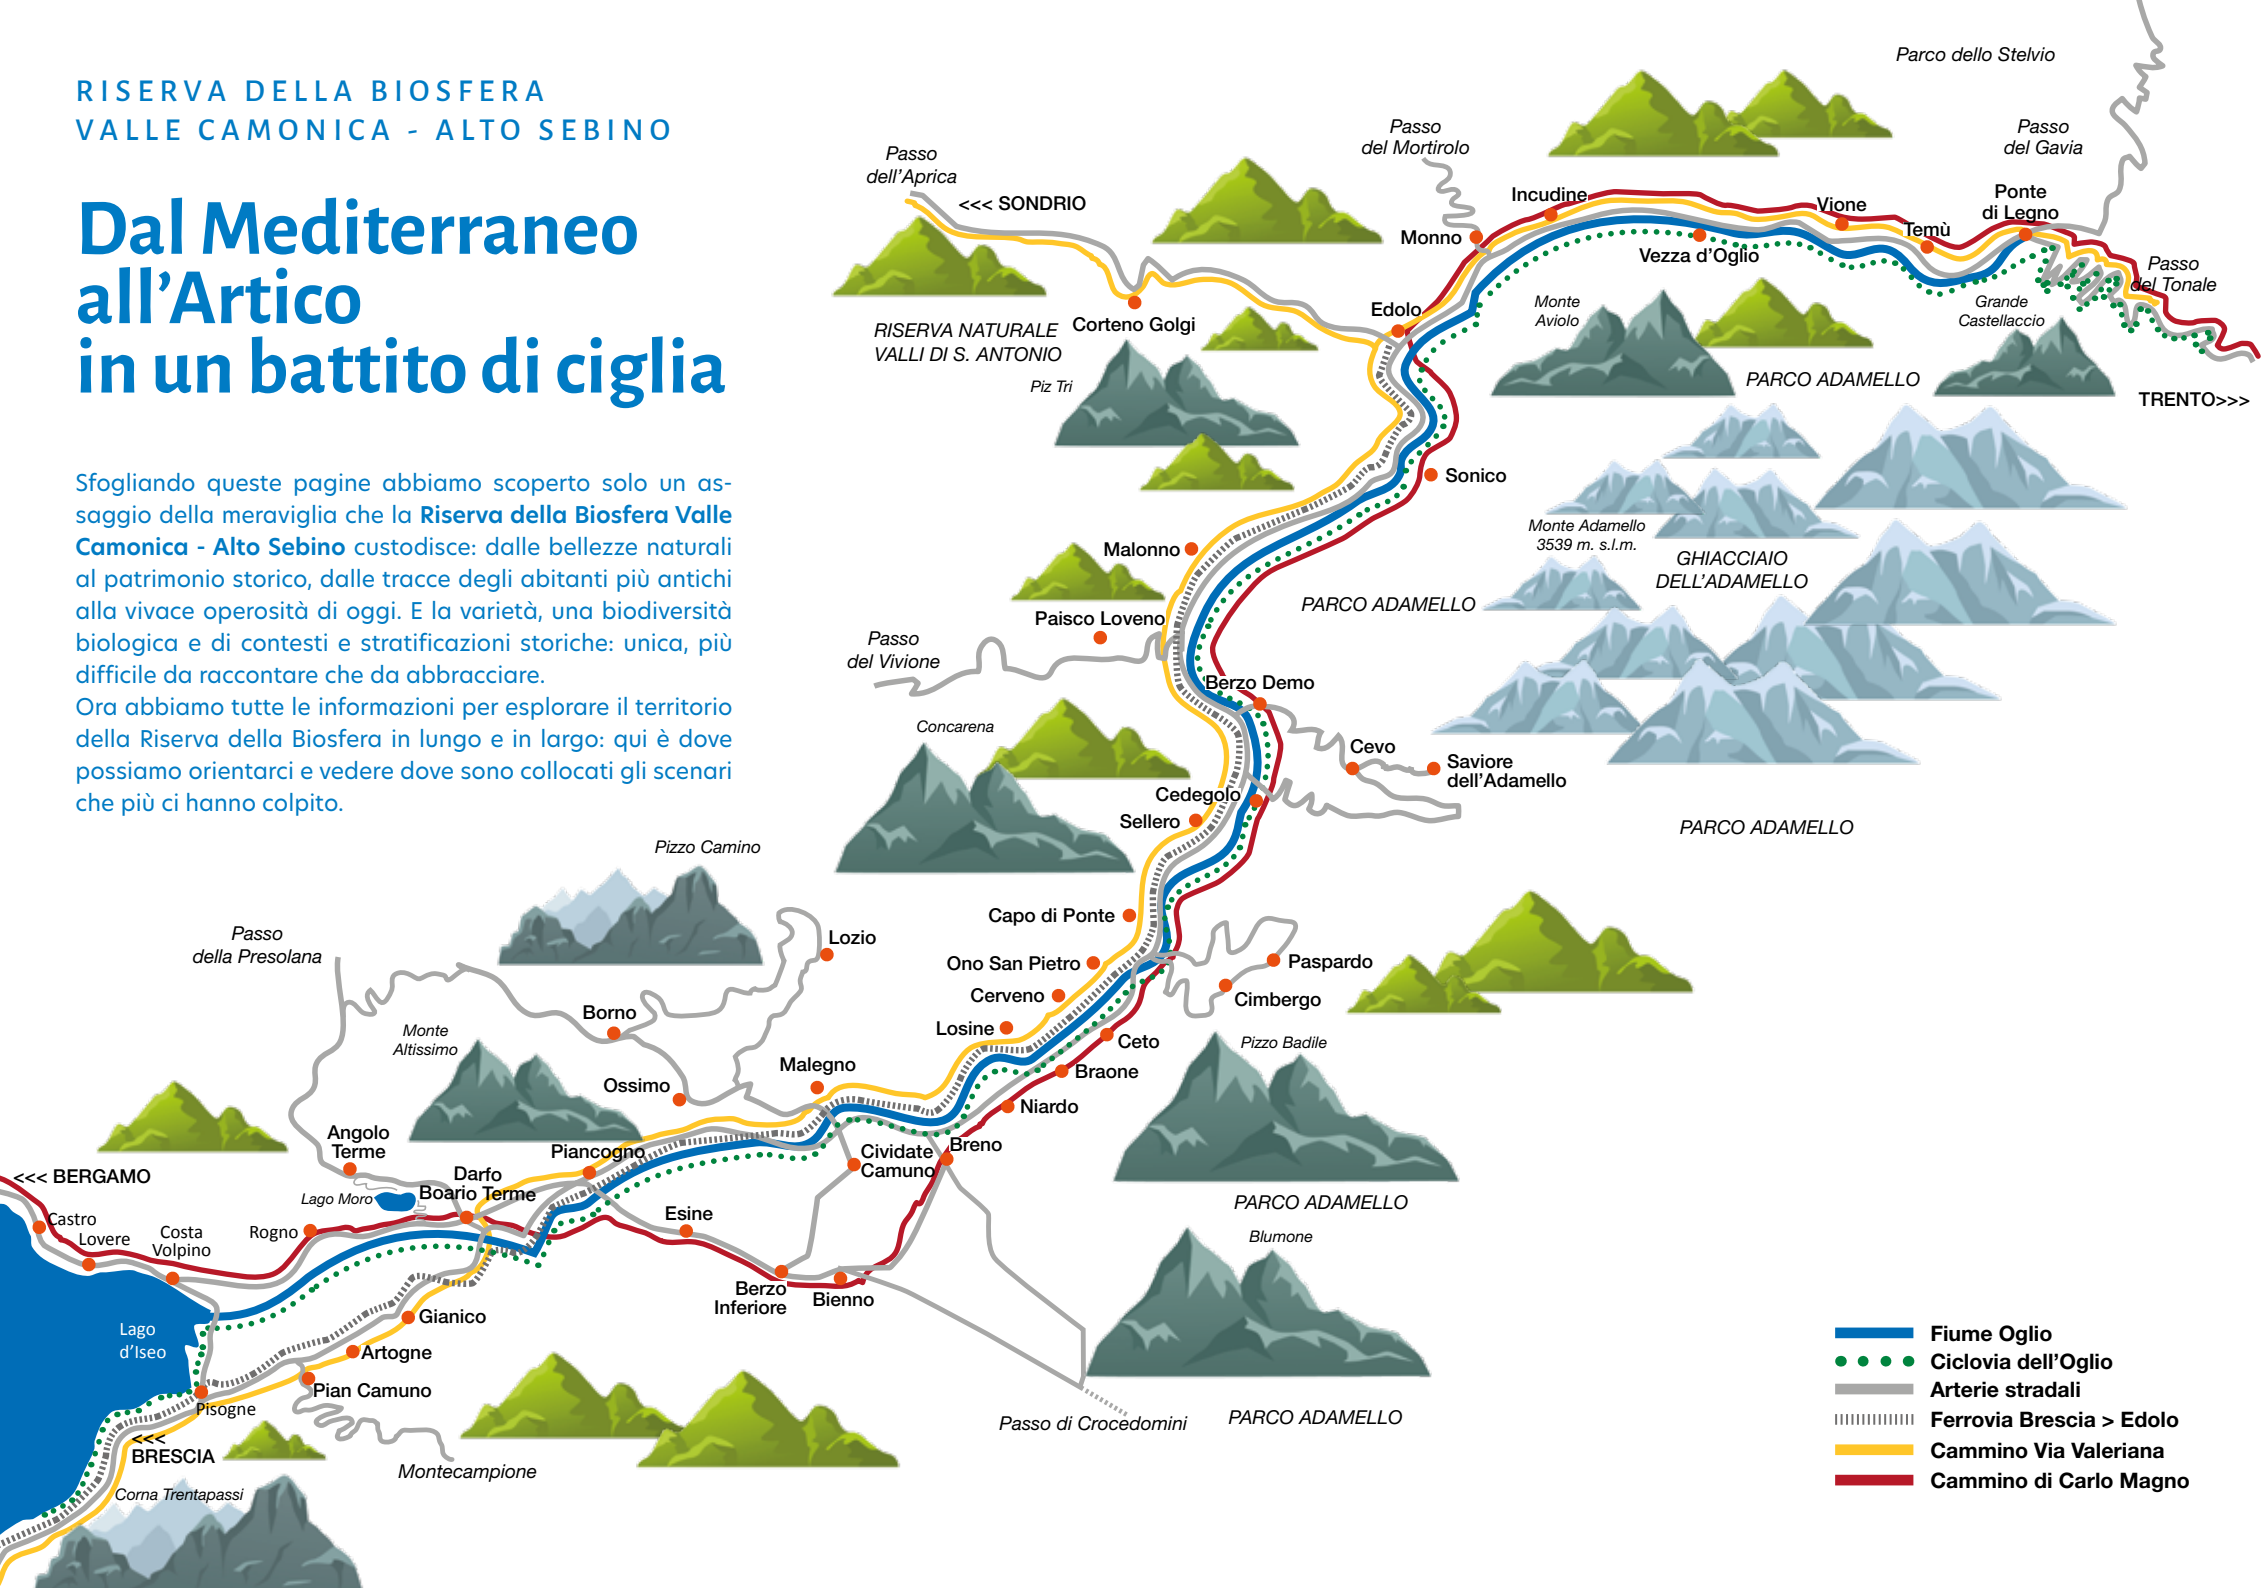 RISERVA DELLA BIOSFERA
VALLE CAMONICA - ALTO SEBINO
Dal Mediterraneo
all'Artico
in un battito di ciglia
Sfogliando queste pagine abbiamo scoperto solo un as-
saggio della meraviglia che la Riserva della Biosfera Valle
Camonica - Alto Sebino custodisce: dalle bellezze naturali
al patrimonio storico, dalle tracce degli abitanti più antichi
alla vivace operosità di oggi. E la varietà, una biodiversità
biologica e di contesti e stratificazioni storiche: unica, più
difficile da raccontare che da abbracciare.
Ora abbiamo tutte le informazioni per esplorare il territorio
della Riserva della Biosfera in lungo e in largo: qui è dove
possiamo orientarci e vedere dove sono collocati gli scenari
che più ci hanno colpito.
Parco dello Stelvio
Passo
del Gavia
Passo
del Mortirolo
Passo
dell'Aprica
<<< SONDRIO
Incudine
Vione
Ponte
di Legno
Temù
Monno
Vezza d'Oglio
Passo
del Tonale
Edolo
Monte
Aviolo
Grande
Castellaccio
Corteno Golgi
RISERVA NATURALE
VALLI DI S. ANTONIO
Piz Tri
PARCO ADAMELLO
TRENTO>>>
Sonico
Monte Adamello
3539 m. s.l.m.
GHIACCIAIO
DELL'ADAMELLO
Malonno
PARCO ADAMELLO
Paisco Loveno
Passo
del Vivione
Berzo Demo
Concarena
Cevo
Saviore
dell'Adamello
Cedegolo
Sellero
PARCO ADAMELLO
Pizzo Camino
Capo di Ponte
Passo
della Presolana
Lozio
Ono San Pietro
Paspardo
Cerveno
Cimbergo
Borno
Losine
Monte
Altissimo
Ceto
Pizzo Badile
Malegno
Braone
Ossimo
Niardo
Angolo
Terme
Piancogno
Cividate
Camuno
Breno
<<< BERGAMO
Darfo
Boario Terme
Lago Moro
PARCO ADAMELLO
Castro
Lovere
Costa
Volpino
Rogno
Esine
Blumone
Berzo
Inferiore
Bienno
Gianico
Lago
d'Iseo
Artogne
Pian Camuno
Pisogne
Passo di Crocedomini
PARCO ADAMELLO
<<<
BRESCIA
Montecampione
Corna Trentapassi
Fiume Oglio
Ciclovia dell'Oglio
Arterie stradali
Ferrovia Brescia > Edolo
Cammino Via Valeriana
Cammino di Carlo Magno